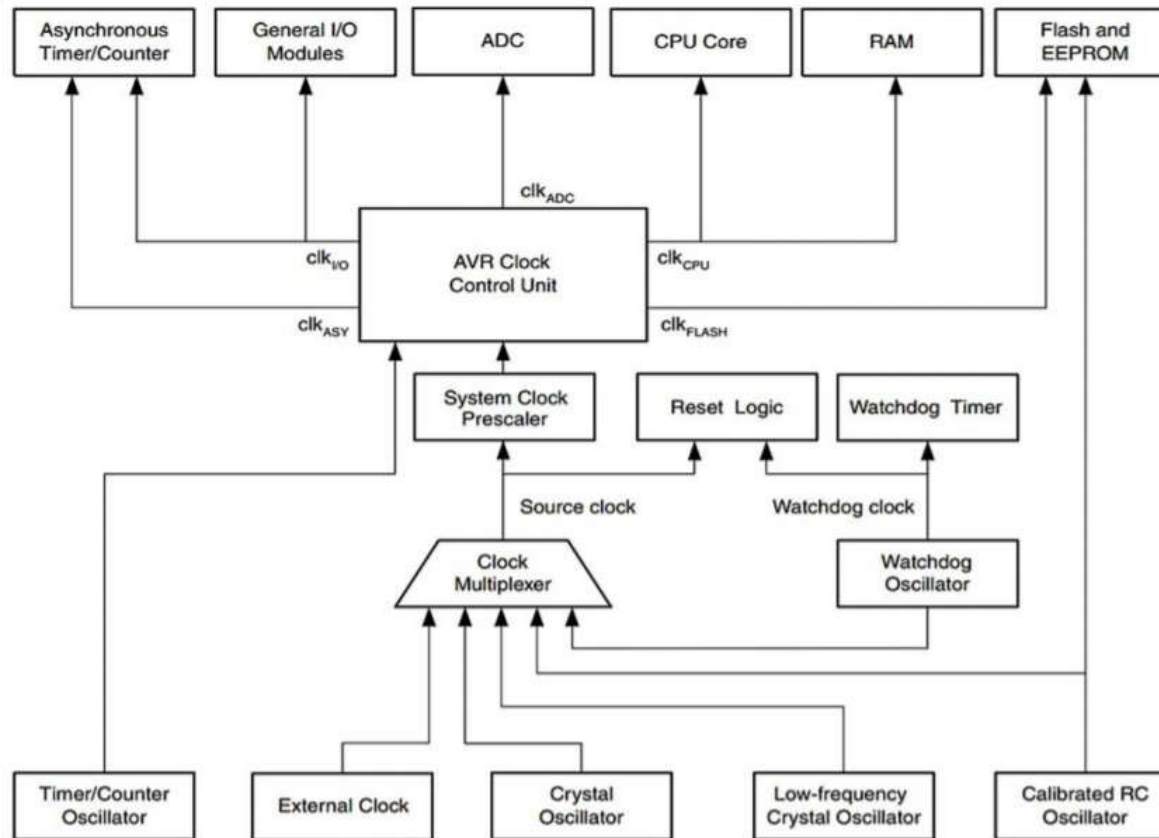 Asynchronous
Timer/Counter
General I/O
Modules
ADC
CPU Core
RAM
Flash and
EEPROM
clkADC
clkI/O
AVR Clock
Control Unit
clkCPU
clkASY
clkFLASH
System Clock
Prescaler
Reset Logic
Watchdog Timer
Source clock
Watchdog clock
Clock
Multiplexer
Watchdog
Oscillator
Timer/Counter
Oscillator
External Clock
Crystal
Oscillator
Low-frequency
Crystal Oscillator
Calibrated RC
Oscillator